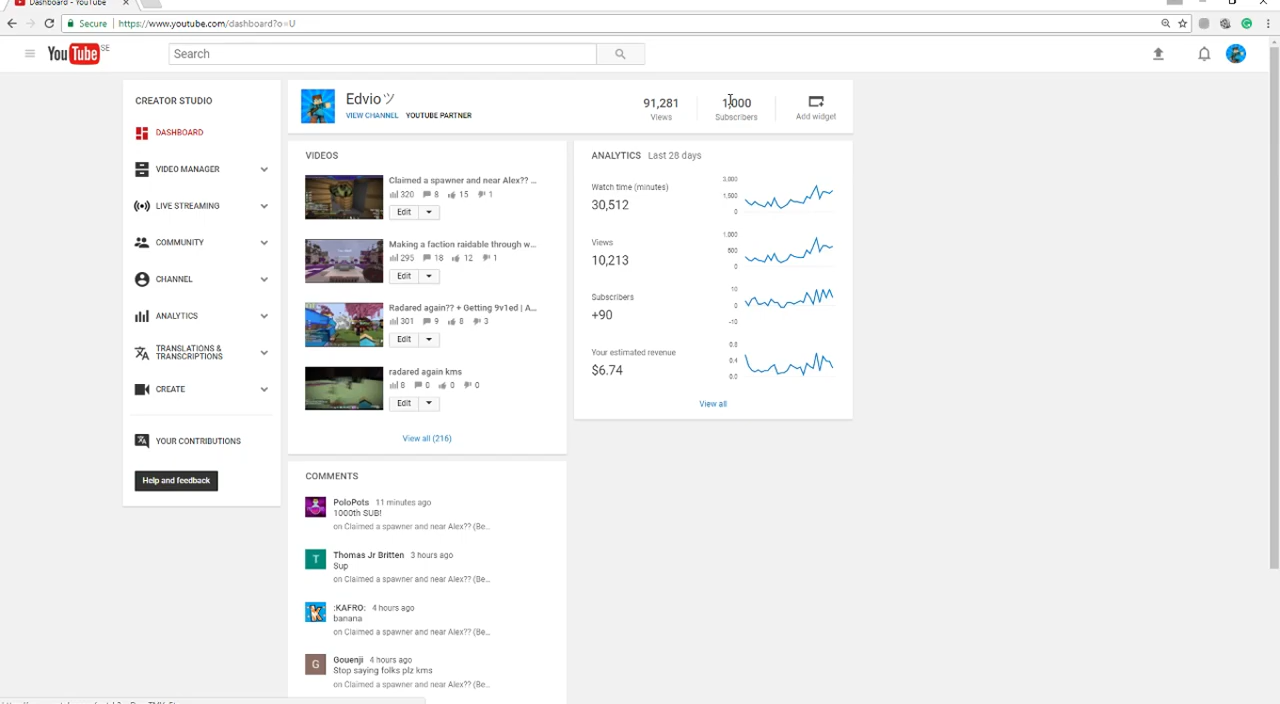 Dashboard - YouTube
Secure https://www.youtube.com/dashboard?o=U
YouTube SE
Search
CREATOR STUDIO
DASHBOARD
VIDEO MANAGER
LIVE STREAMING
COMMUNITY
CHANNEL
ANALYTICS
TRANSLATIONS &
TRANSCRIPTIONS
CREATE
YOUR CONTRIBUTIONS
Help and feedback
Edvioツ
VIEW CHANNEL YOUTUBE PARTNER
91,281
Views
1,000
Subscribers
Add widget
VIDEOS
Claimed a spawner and near Alex?? ...
320 8 15 1
Edit
Making a faction raidable through w...
295 18 12 1
Edit
Radared again?? + Getting 9v1ed | A...
301 9 8 3
Edit
radared again kms
8 0 0 0
Edit
View all (216)
COMMENTS
PoloPots 11 minutes ago
1000th SUB!
on Claimed a spawner and near Alex?? (Be...
T
Thomas Jr Britten 3 hours ago
Sup
on Claimed a spawner and near Alex?? (Be...
:KAFRO: 4 hours ago
banana
on Claimed a spawner and near Alex?? (Be...
G
Gouenji 4 hours ago
Stop saying folks plz kms
on Claimed a spawner and near Alex?? (Be...
ANALYTICS Last 28 days
Watch time (minutes)
30,512
3,000
1,500
0
Views
10,213
1,000
500
0
Subscribers
+90
10
0
-10
Your estimated revenue
$6.74
0.8
0.4
0.0
View all